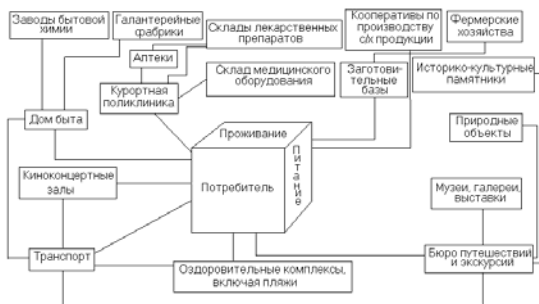 Заводы бытовой
химии
Галантерейные
фабрики
Склады лекарственных
препаратов
Кооперативы по
производству
с/х продукции
Фермерские
хозяйства
Аптеки
Курортная
поликлиника
Склад медицинского
оборудования
Заготови-
тельные
базы
Историко-культурные
памятники
Дом быта
Проживание
Питание
Потребитель
Природные
объекты
Киноконцертные
залы
Музеи, галереи,
выставки
Транспорт
Оздоровительные комплексы,
включая пляжи
Бюро путешествий
и экскурсий